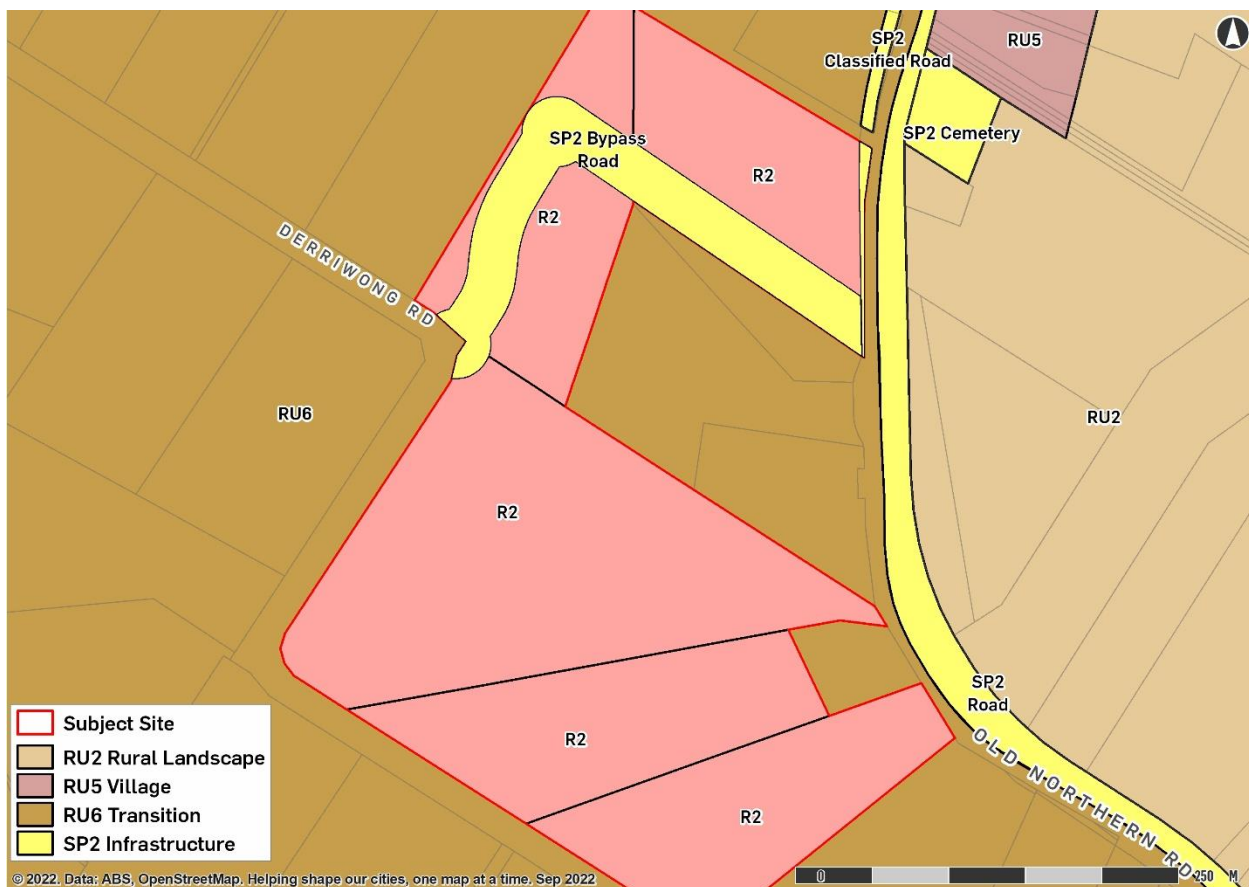 SP2
Classified Road
RU5
SP2 Cemetery
SP2 Bypass
Road
R2
R2
DERRIWONG RD
RU6
RU2
R2
SP2
Road
OLD NORTHERN RD
R2
R2
Subject Site
RU2 Rural Landscape
RU5 Village
RU6 Transition
SP2 Infrastructure
© 2022. Data: ABS, OpenStreetMap. Helping shape our cities, one map at a time. Sep 2022
0 250 M